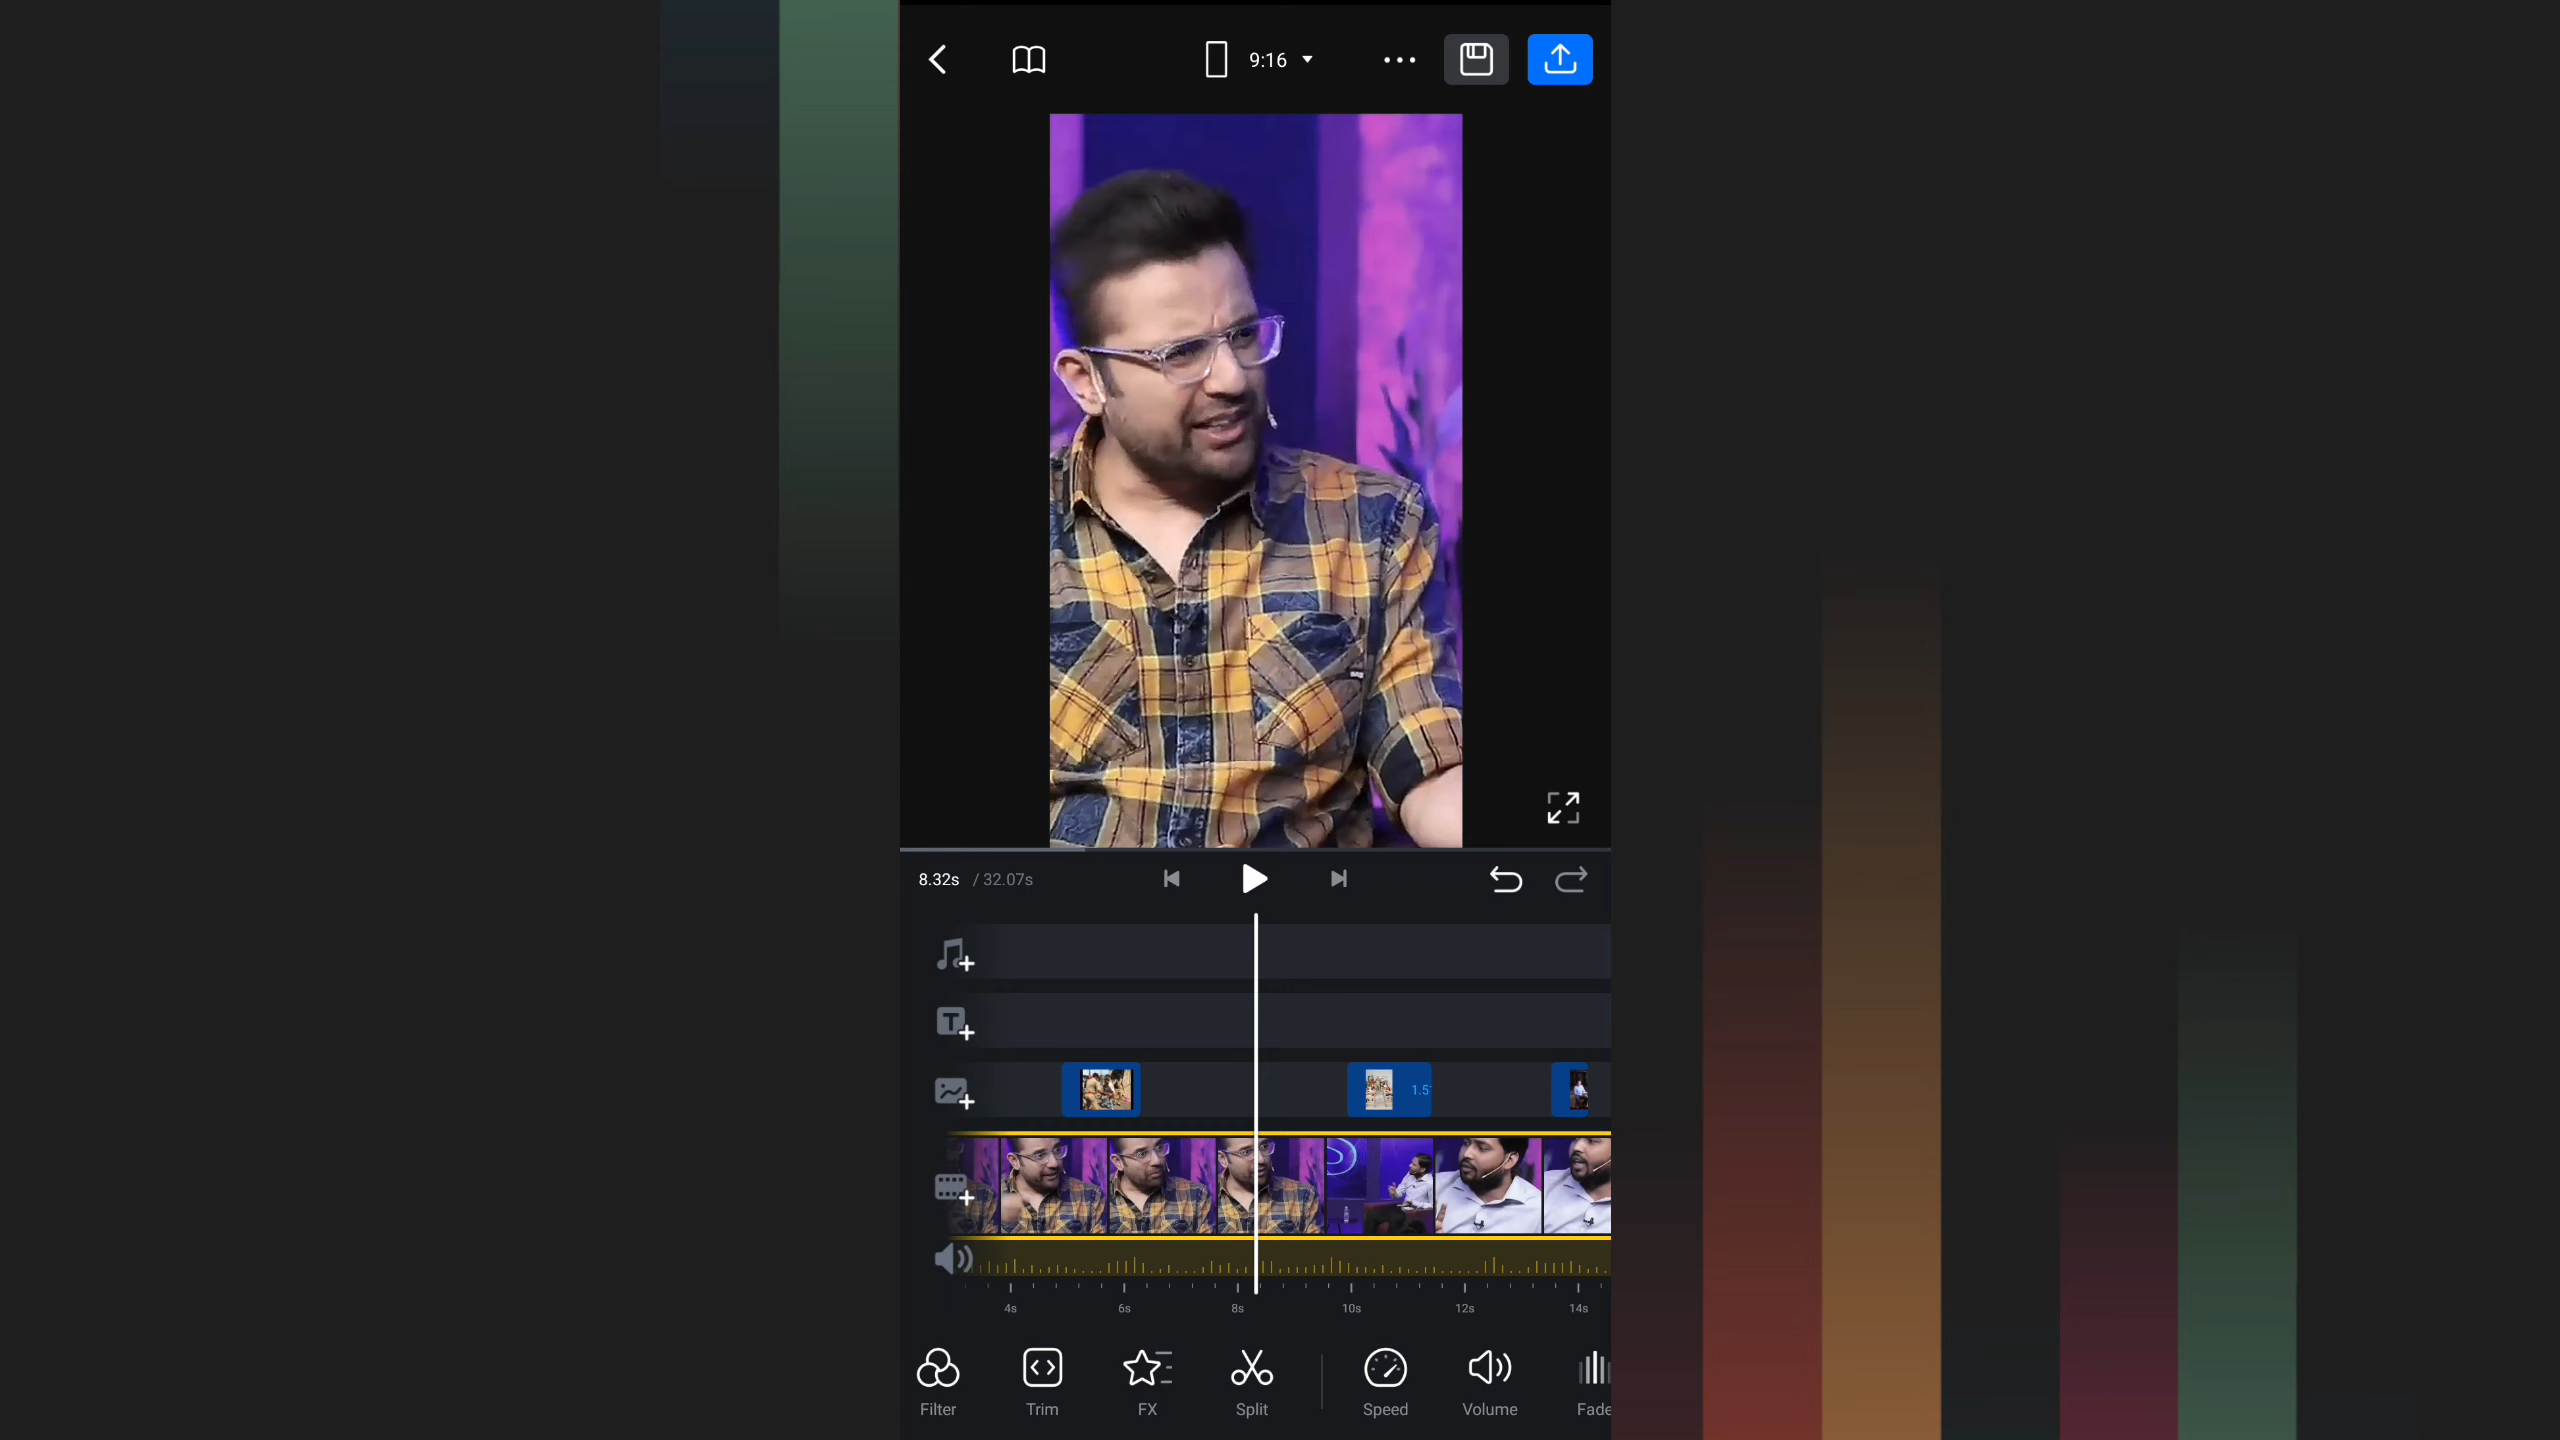 9:16
8.32s / 32.07s
1.5
4s 6s 8s 10s 12s 14s
Filter Trim FX Split Speed Volume Fade